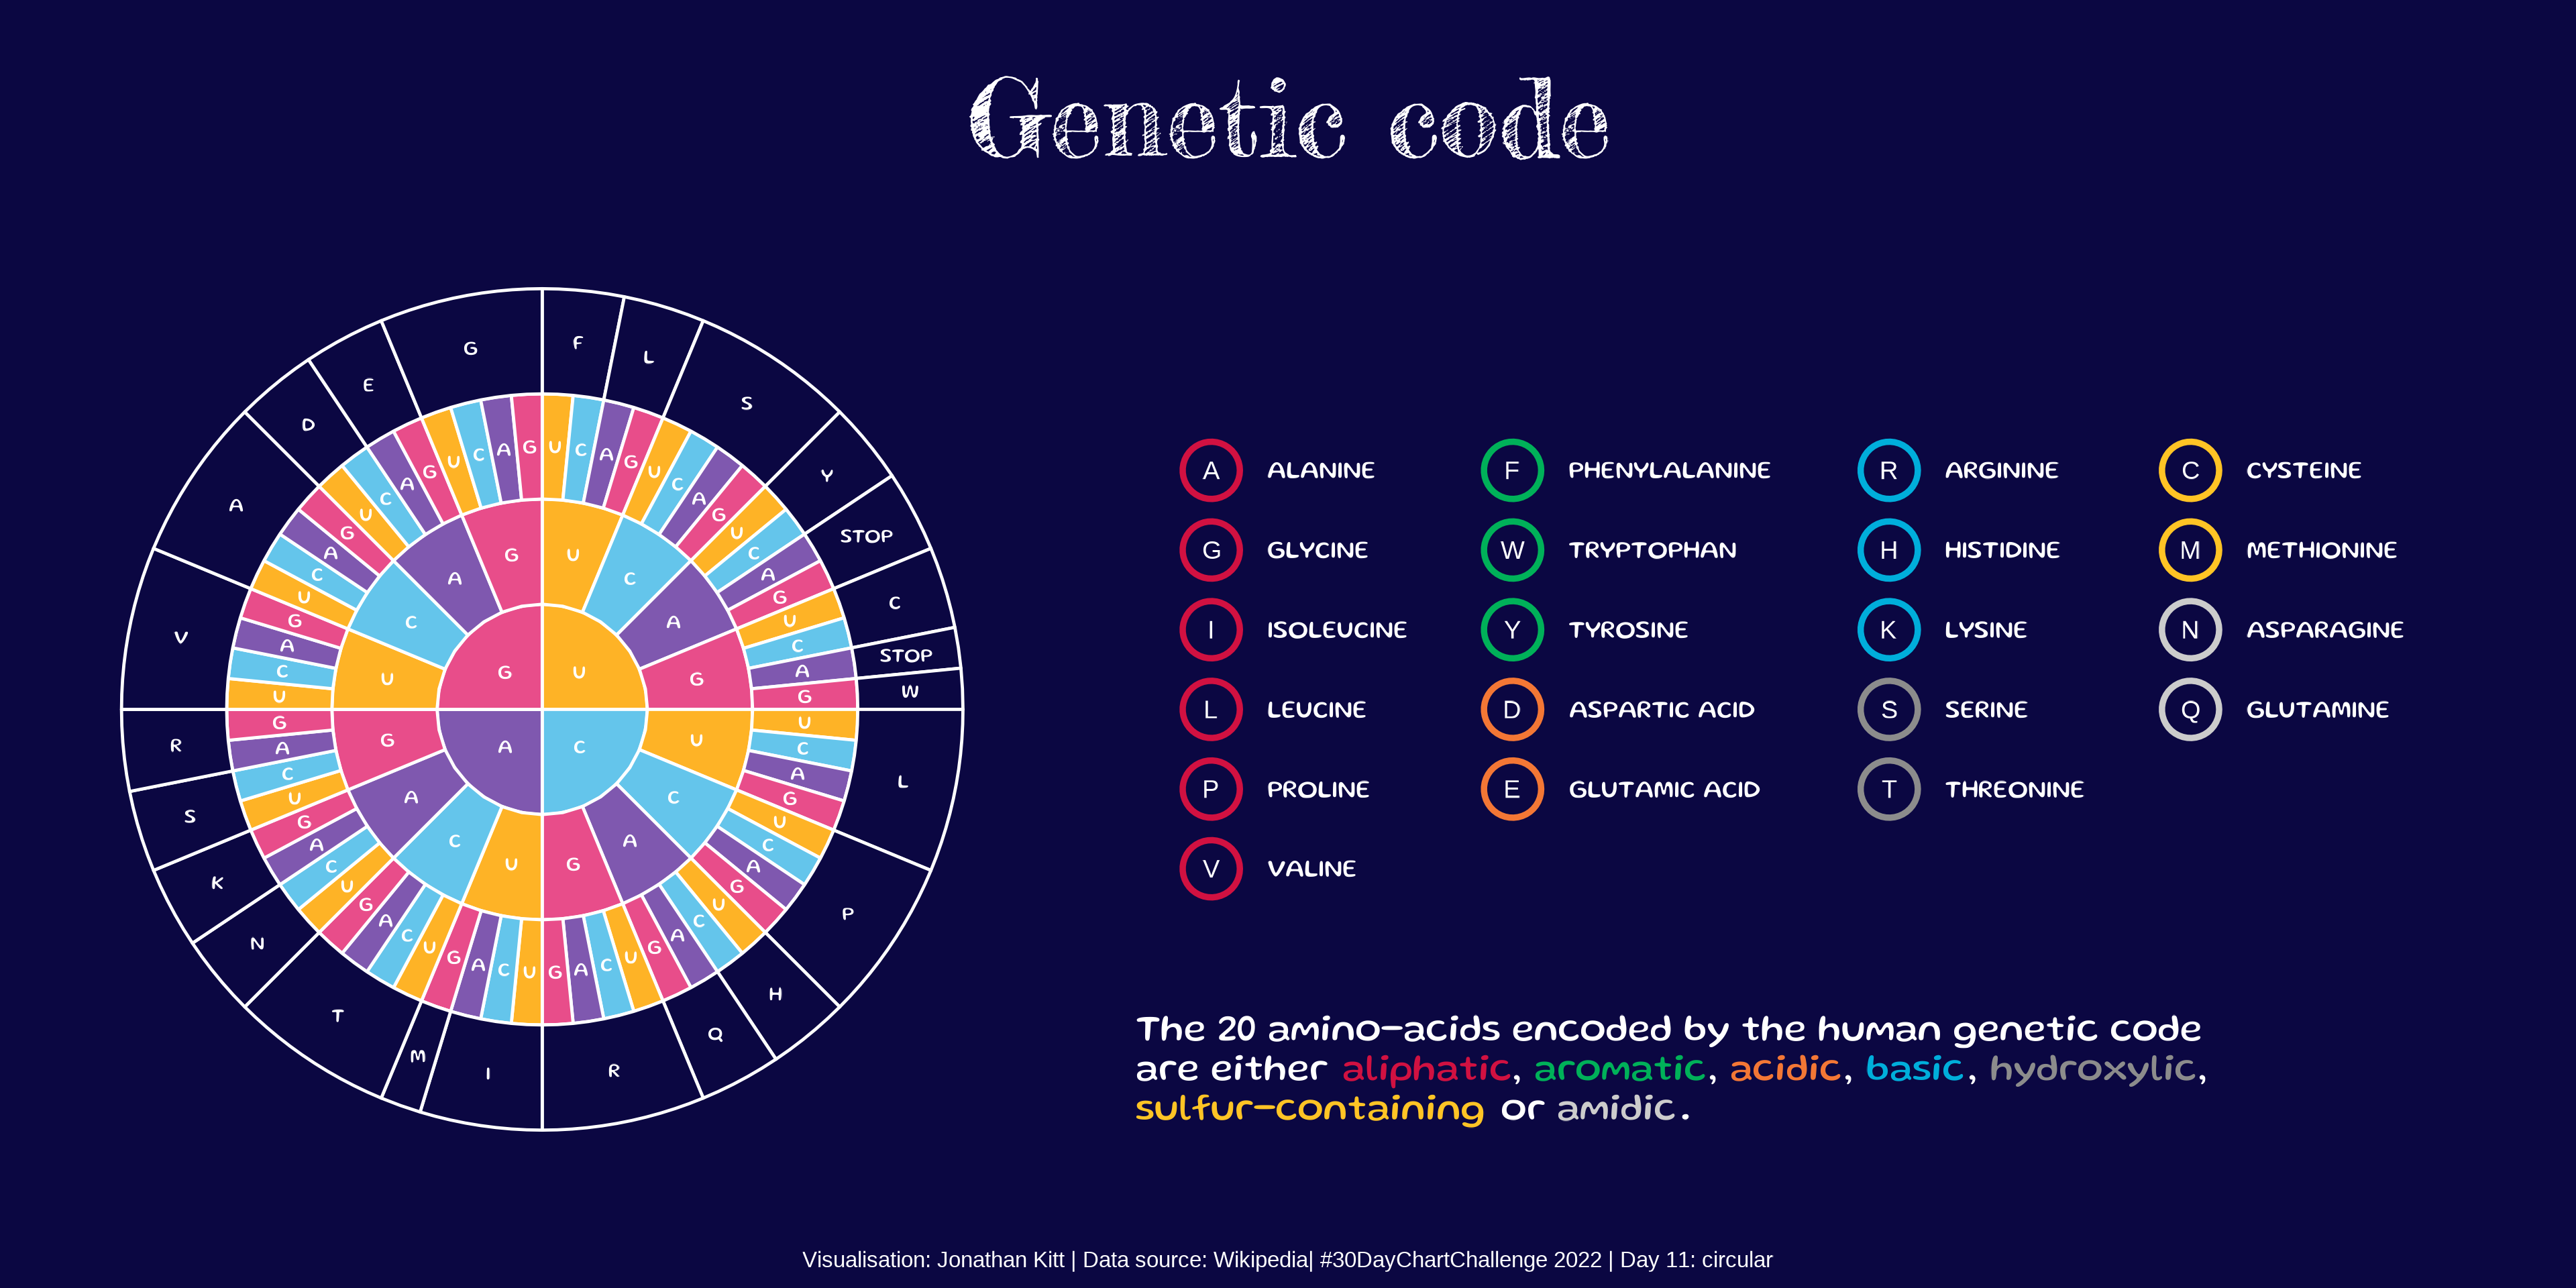 Genetic code
F L S Y STOP C STOP W L P H Q R I M T N K S R V A D E G
U C A G U C A G U C A G U C A G U C A G U C A G U C A G U C A G U C A G U C A G U C A G U C A G U C A G U C A G U C A G U C A G
U C A G U C A G U C A G U C A G
U C A G
A ALANINE
G GLYCINE
I ISOLEUCINE
L LEUCINE
P PROLINE
V VALINE
F PHENYLALANINE
W TRYPTOPHAN
Y TYROSINE
D ASPARTIC ACID
E GLUTAMIC ACID
R ARGININE
H HISTIDINE
K LYSINE
S SERINE
T THREONINE
C CYSTEINE
M METHIONINE
N ASPARAGINE
Q GLUTAMINE
The 20 amino-acids encoded by the human genetic code
are either aliphatic, aromatic, acidic, basic, hydroxylic,
sulfur-containing or amidic.
Visualisation: Jonathan Kitt | Data source: Wikipedia| #30DayChartChallenge 2022 | Day 11: circular